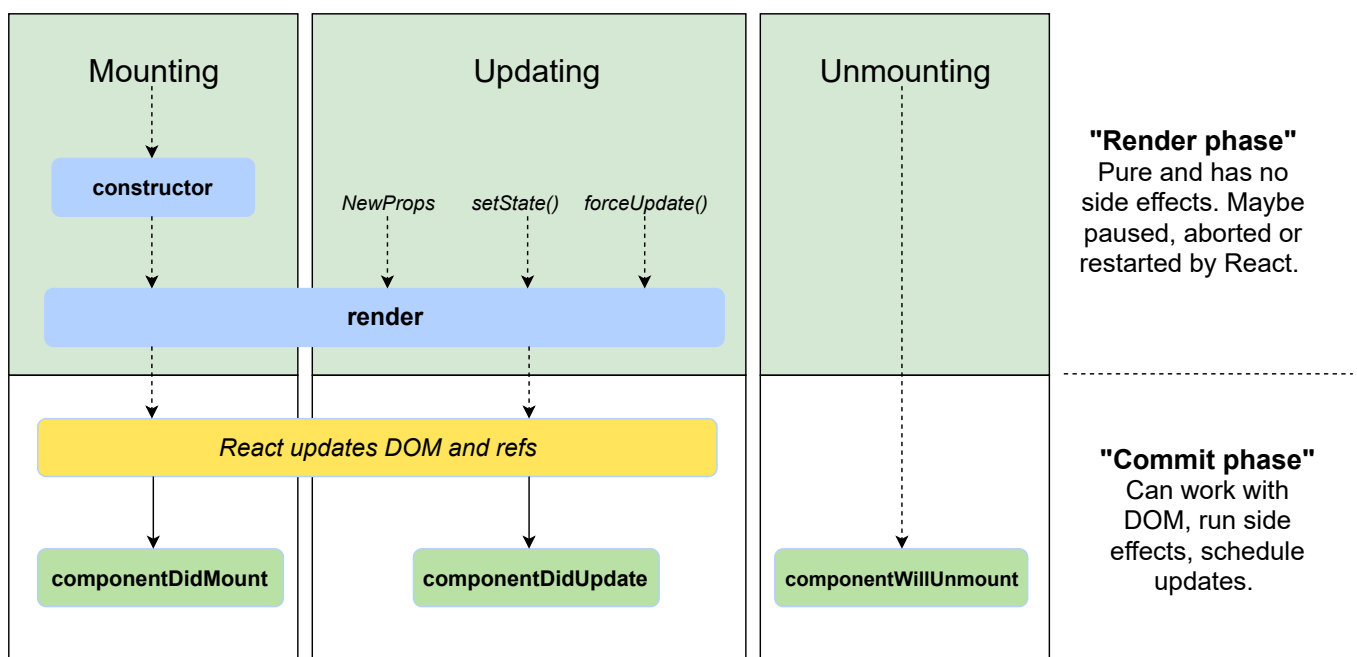 Mounting
Updating
Unmounting
constructor
NewProps
setState()
forceUpdate()
render
"Render phase"
Pure and has no
side effects. Maybe
paused, aborted or
restarted by React.
React updates DOM and refs
componentDidMount
componentDidUpdate
componentWillUnmount
"Commit phase"
Can work with
DOM, run side
effects, schedule
updates.